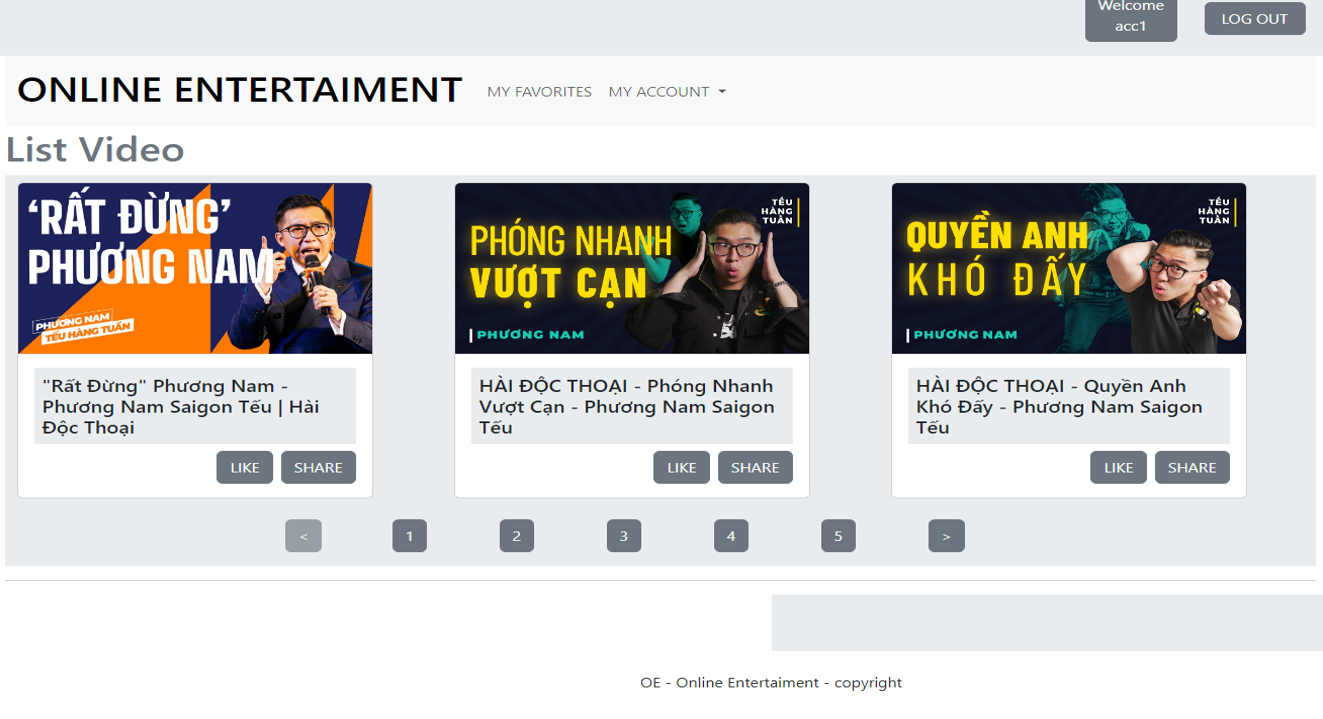 Welcome
acc1
LOG OUT
ONLINE ENTERTAIMENT
MY FAVORITES
MY ACCOUNT
List Video
‘RẤT ĐỪNG’
PHƯƠNG NAM
PHƯƠNG NAM
TẾU HÀNG TUẦN
"Rất Đừng" Phương Nam -
Phương Nam Saigon Tếu | Hài
Độc Thoại
LIKE
SHARE
TẾU
HÀNG
TUẦN
PHÓNG NHANH
VƯỢT CẠN
PHƯƠNG NAM
HÀI ĐỘC THOẠI - Phóng Nhanh
Vượt Cạn - Phương Nam Saigon
Tếu
LIKE
SHARE
TẾU
HÀNG
TUẦN
QUYỀN ANH
KHÓ ĐẤY
PHƯƠNG NAM
HÀI ĐỘC THOẠI - Quyền Anh
Khó Đấy - Phương Nam Saigon
Tếu
LIKE
SHARE
< 1 2 3 4 5 >
OE - Online Entertaiment - copyright